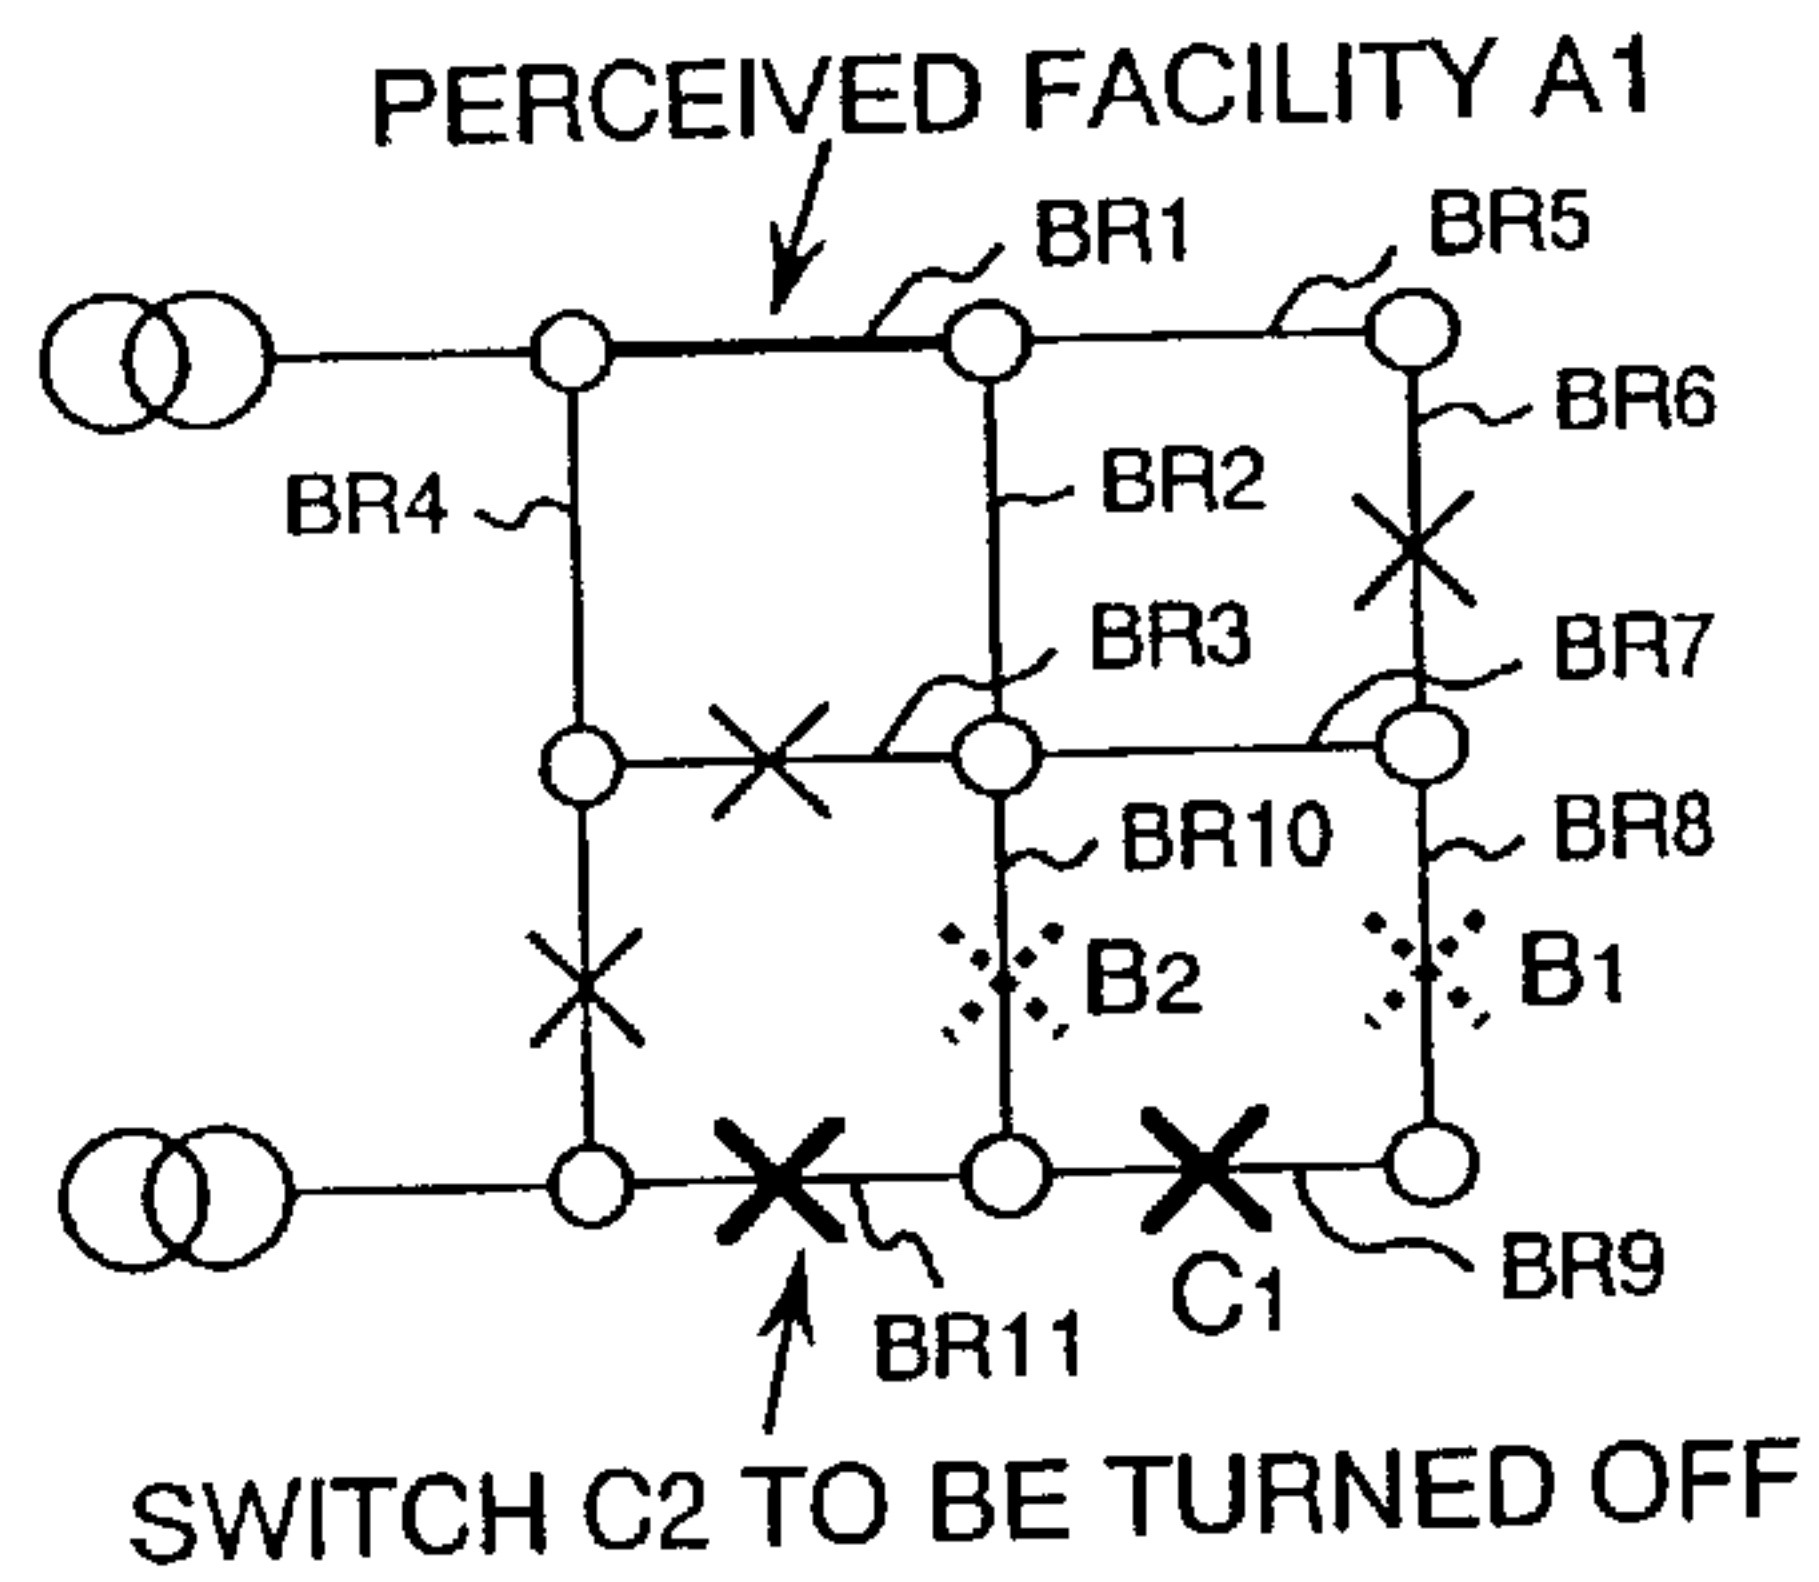 PERCEIVED FACILITY A1
BR1
BR5
BR6
BR4
BR2
BR3
BR7
BR10
BR8
B2
B1
C1
BR9
BR11
SWITCH C2 TO BE TURNED OFF